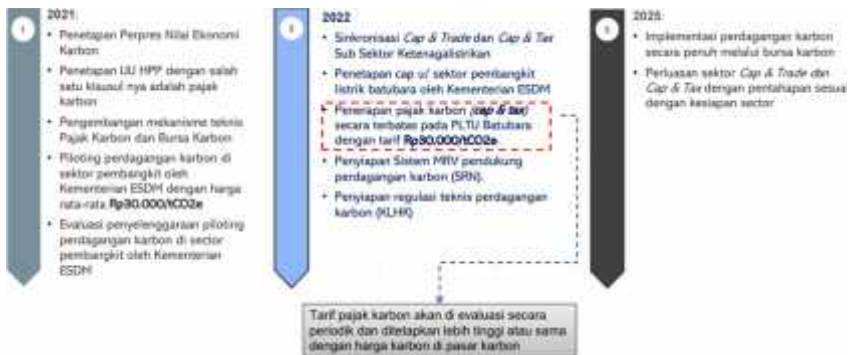 1
2021:
• Penetapan Perpres Nilai Ekonomi
Karbon
• Penetapan UU HPP dengan salah
satu klausul nya adalah pajak
karbon
• Pengembangan mekanisme teknis
Pajak Karbon dan Bursa Karbon
• Piloting perdagangan karbon di
sektor pembangkit oleh
Kementerian ESDM dengan harga
rata-rata Rp30.000/tCO2e
• Evaluasi penyelenggaraan piloting
perdagangan karbon di sector
pembangkit oleh Kementerian
ESDM
2022
• Sinkronisasi Cap & Trade dan Cap & Tax
Sub Sektor Ketenagalistrikan
• Penetapan cap u/ sektor pembangkit
listrik batubara oleh Kementerian ESDM
• Penerapan pajak karbon (cap & tax)
secara terbatas pada PLTU Batubara
dengan tarif Rp30.000/tCO2e
• Penyiapan Sistem MRV pendukung
perdagangan karbon (SRN).
• Penyiapan regulasi teknis perdagangan
karbon (KLHK)
2025:
• Implementasi perdagangan karbon
secara penuh melalui bursa karbon
• Perluasan sektor Cap & Trade dan
Cap & Tax dengan pentahapan sesuai
dengan kesiapan sector
Tarif pajak karbon akan di evaluasi secara
periodik dan ditetapkan lebih tinggi atau sama
dengan harga karbon di pasar karbon